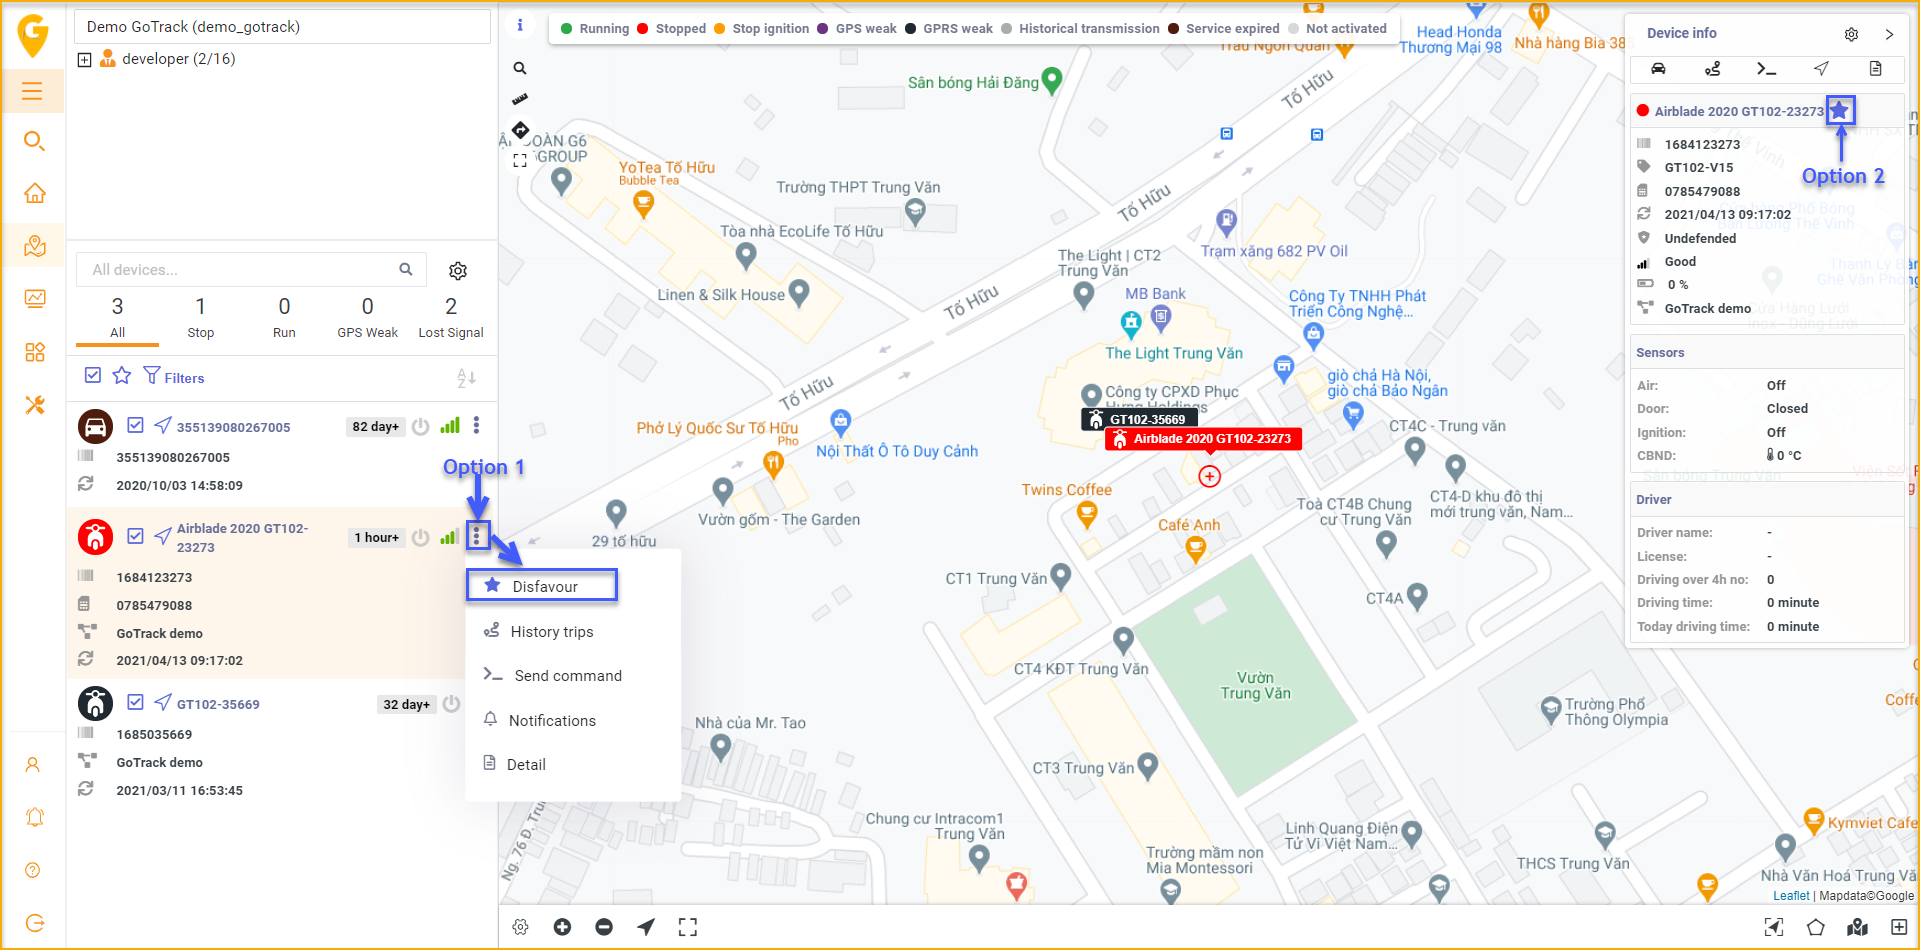 Demo GoTrack (demo_gotrack)
developer (2/16)
All devices...
3
All
1
Stop
0
Run
0
GPS Weak
2
Lost Signal
Filters
355139080267005
82 day+
355139080267005
2020/10/03 14:58:09
Option 1
Airblade 2020 GT102-
23273
1 hour+
1684123273
0785479088
GoTrack demo
2021/04/13 09:17:02
GT102-35669
32 day+
1685035669
GoTrack demo
2021/03/11 16:53:45
Disfavour
History trips
Send command
Notifications
Detail
Running
Stopped
Stop ignition
GPS weak
GPRS weak
Historical transmission
Service expired
Not activated
Head Honda
Thương Mại 98
Nhà hàng Bia 38
Sân bóng Hải Đăng
Tố Hữu
GROUP
YoTea Tố Hữu
Bubble Tea
Trường THPT Trung Văn
Tố Hữu
Tòa nhà EcoLife Tố Hữu
Trạm xăng 682 PV Oil
The Light | CT2
Trung Văn
Linen & Silk House
Tố Hữu
MB Bank
Công Ty TNHH Phát
Triển Công Nghệ...
The Light Trung Văn
giò chả Hà Nội,
giò chả Bảo Ngân
Tố Hữu
Công ty CPXD Phục
Hưng Holdings
GT102-35669
Airblade 2020 GT102-23273
Phở Lý Quốc Sư Tố Hữu
Pho
Nội Thất Ô Tô Duy Cảnh
CT4C - Trung văn
Twins Coffee
Café Anh
Toà CT4B Chung
cư Trung Văn
CT4-D khu đô thị
mới trung văn, Nam...
Vườn gốm - The Garden
29 tố hữu
CT1 Trung Văn
CT4A
CT4 KĐT Trung Văn
Vườn
Trung Văn
Trường Phổ
Thông Olympia
Nhà của Mr. Tao
CT3 Trung Văn
Chung cư Intracom1
Trung Văn
Ng. 76 Đ. Tru
Linh Quang Điện
Tử Vi Việt Nam...
Trường mầm non
Mia Montessori
THCS Trung Văn
Kymviet Cafe
Nhà Văn Hoá Trung Vă
Leaflet | Mapdata©Google
Device info
Airblade 2020 GT102-23273
Option 2
1684123273
GT102-V15
0785479088
2021/04/13 09:17:02
Undefended
Good
0 %
GoTrack demo
Sensors
Air: Off
Door: Closed
Ignition: Off
CBND: 0 °C
Driver
Driver name: -
License: -
Driving over 4h no: 0
Driving time: 0 minute
Today driving time: 0 minute